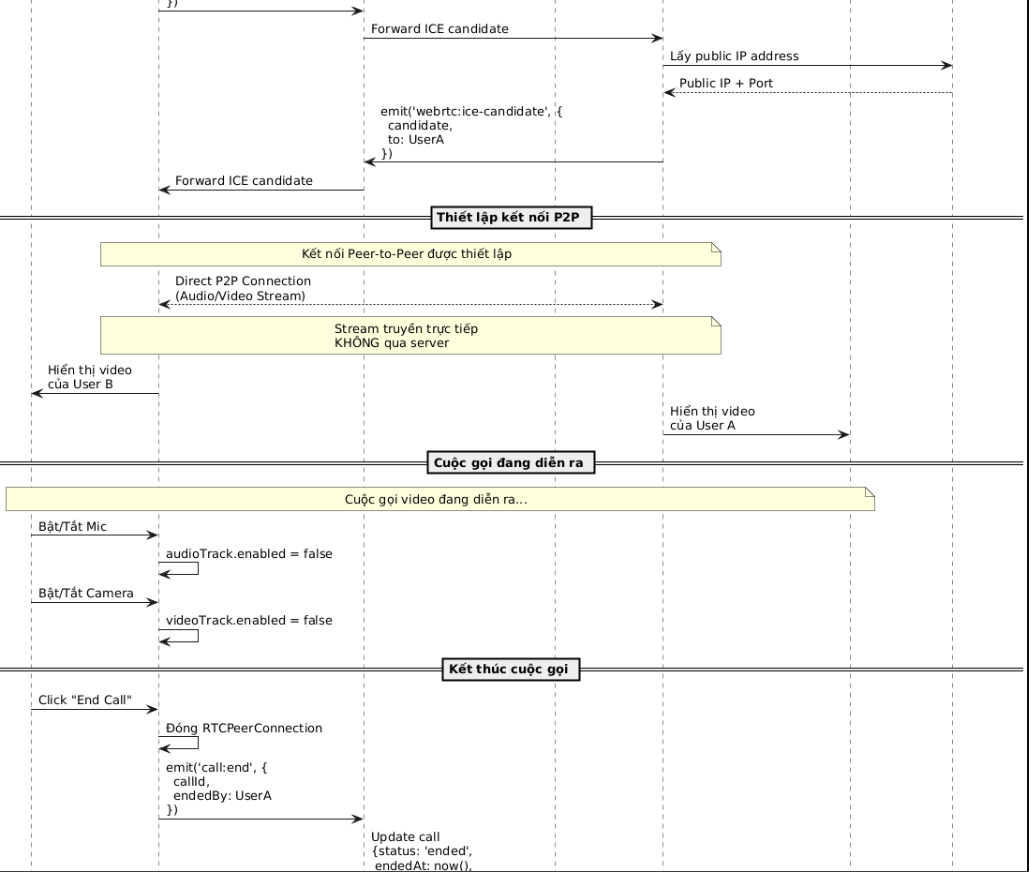 })
Forward ICE candidate
Lấy public IP address
Public IP + Port
emit('webrtc:ice-candidate', {
candidate,
to: UserA
})
Forward ICE candidate
Thiết lập kết nối P2P
Kết nối Peer-to-Peer được thiết lập
Direct P2P Connection
(Audio/Video Stream)
Stream truyền trực tiếp
KHÔNG qua server
Hiển thị video
của User B
Hiển thị video
của User A
Cuộc gọi đang diễn ra
Cuộc gọi video đang diễn ra...
Bật/Tắt Mic
audioTrack.enabled = false
Bật/Tắt Camera
videoTrack.enabled = false
Kết thúc cuộc gọi
Click "End Call"
Đóng RTCPeerConnection
emit('call:end', {
callId,
endedBy: UserA
})
Update call
{status: 'ended',
endedAt: now(),